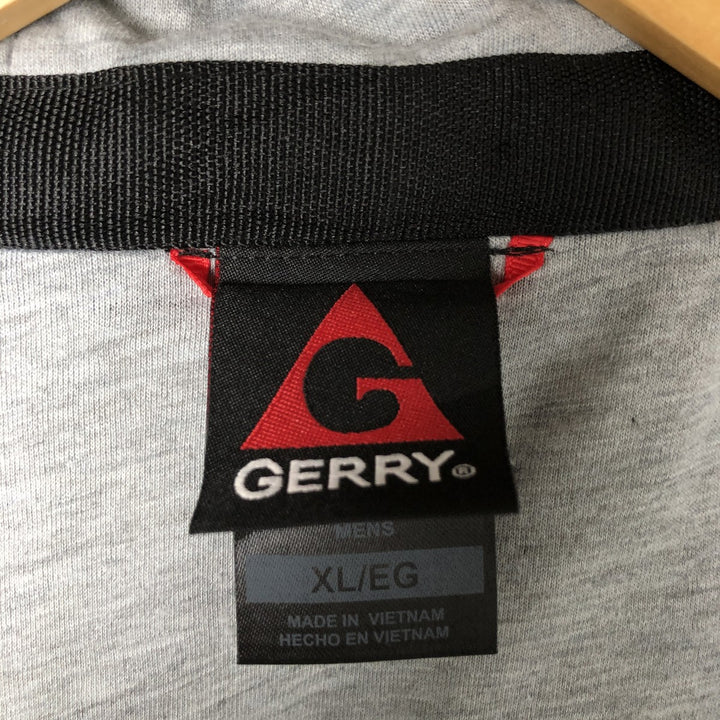 G
GERRY®
MENS
XL/EG
MADE IN VIETNAM
HECHO EN VIETNAM